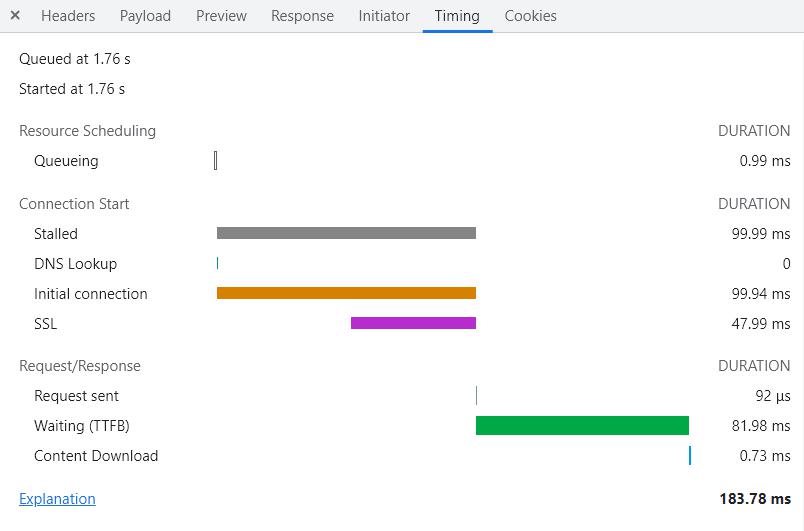 × Headers Payload Preview Response Initiator Timing Cookies
Queued at 1.76 s
Started at 1.76 s
Resource Scheduling DURATION
Queueing 0.99 ms
Connection Start DURATION
Stalled 99.99 ms
DNS Lookup 0
Initial connection 99.94 ms
SSL 47.99 ms
Request/Response DURATION
Request sent 92 μs
Waiting (TTFB) 81.98 ms
Content Download 0.73 ms
Explanation 183.78 ms